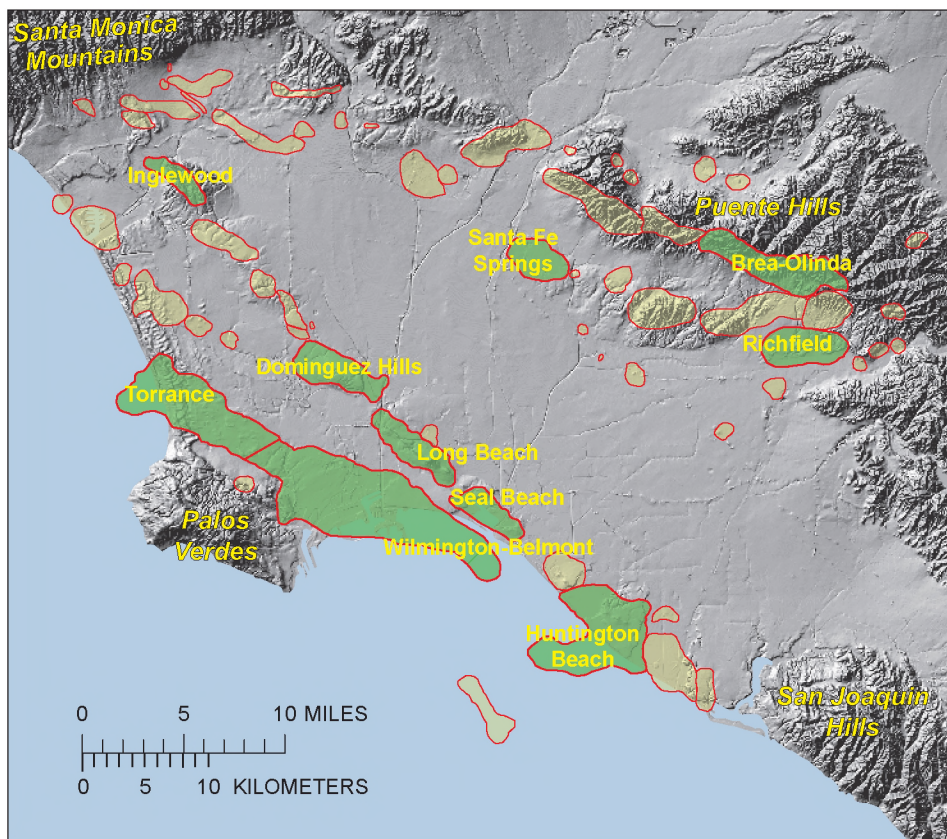 Santa Monica
Mountains
Inglewood
Puente Hills
Santa Fe
Springs
Brea-Olinda
Richfield
Dominguez Hills
Torrance
Long Beach
Seal Beach
Palos
Verdes
Wilmington-Belmont
Huntington
Beach
San Joaquin
Hills
0 5 10 MILES
0 5 10 KILOMETERS